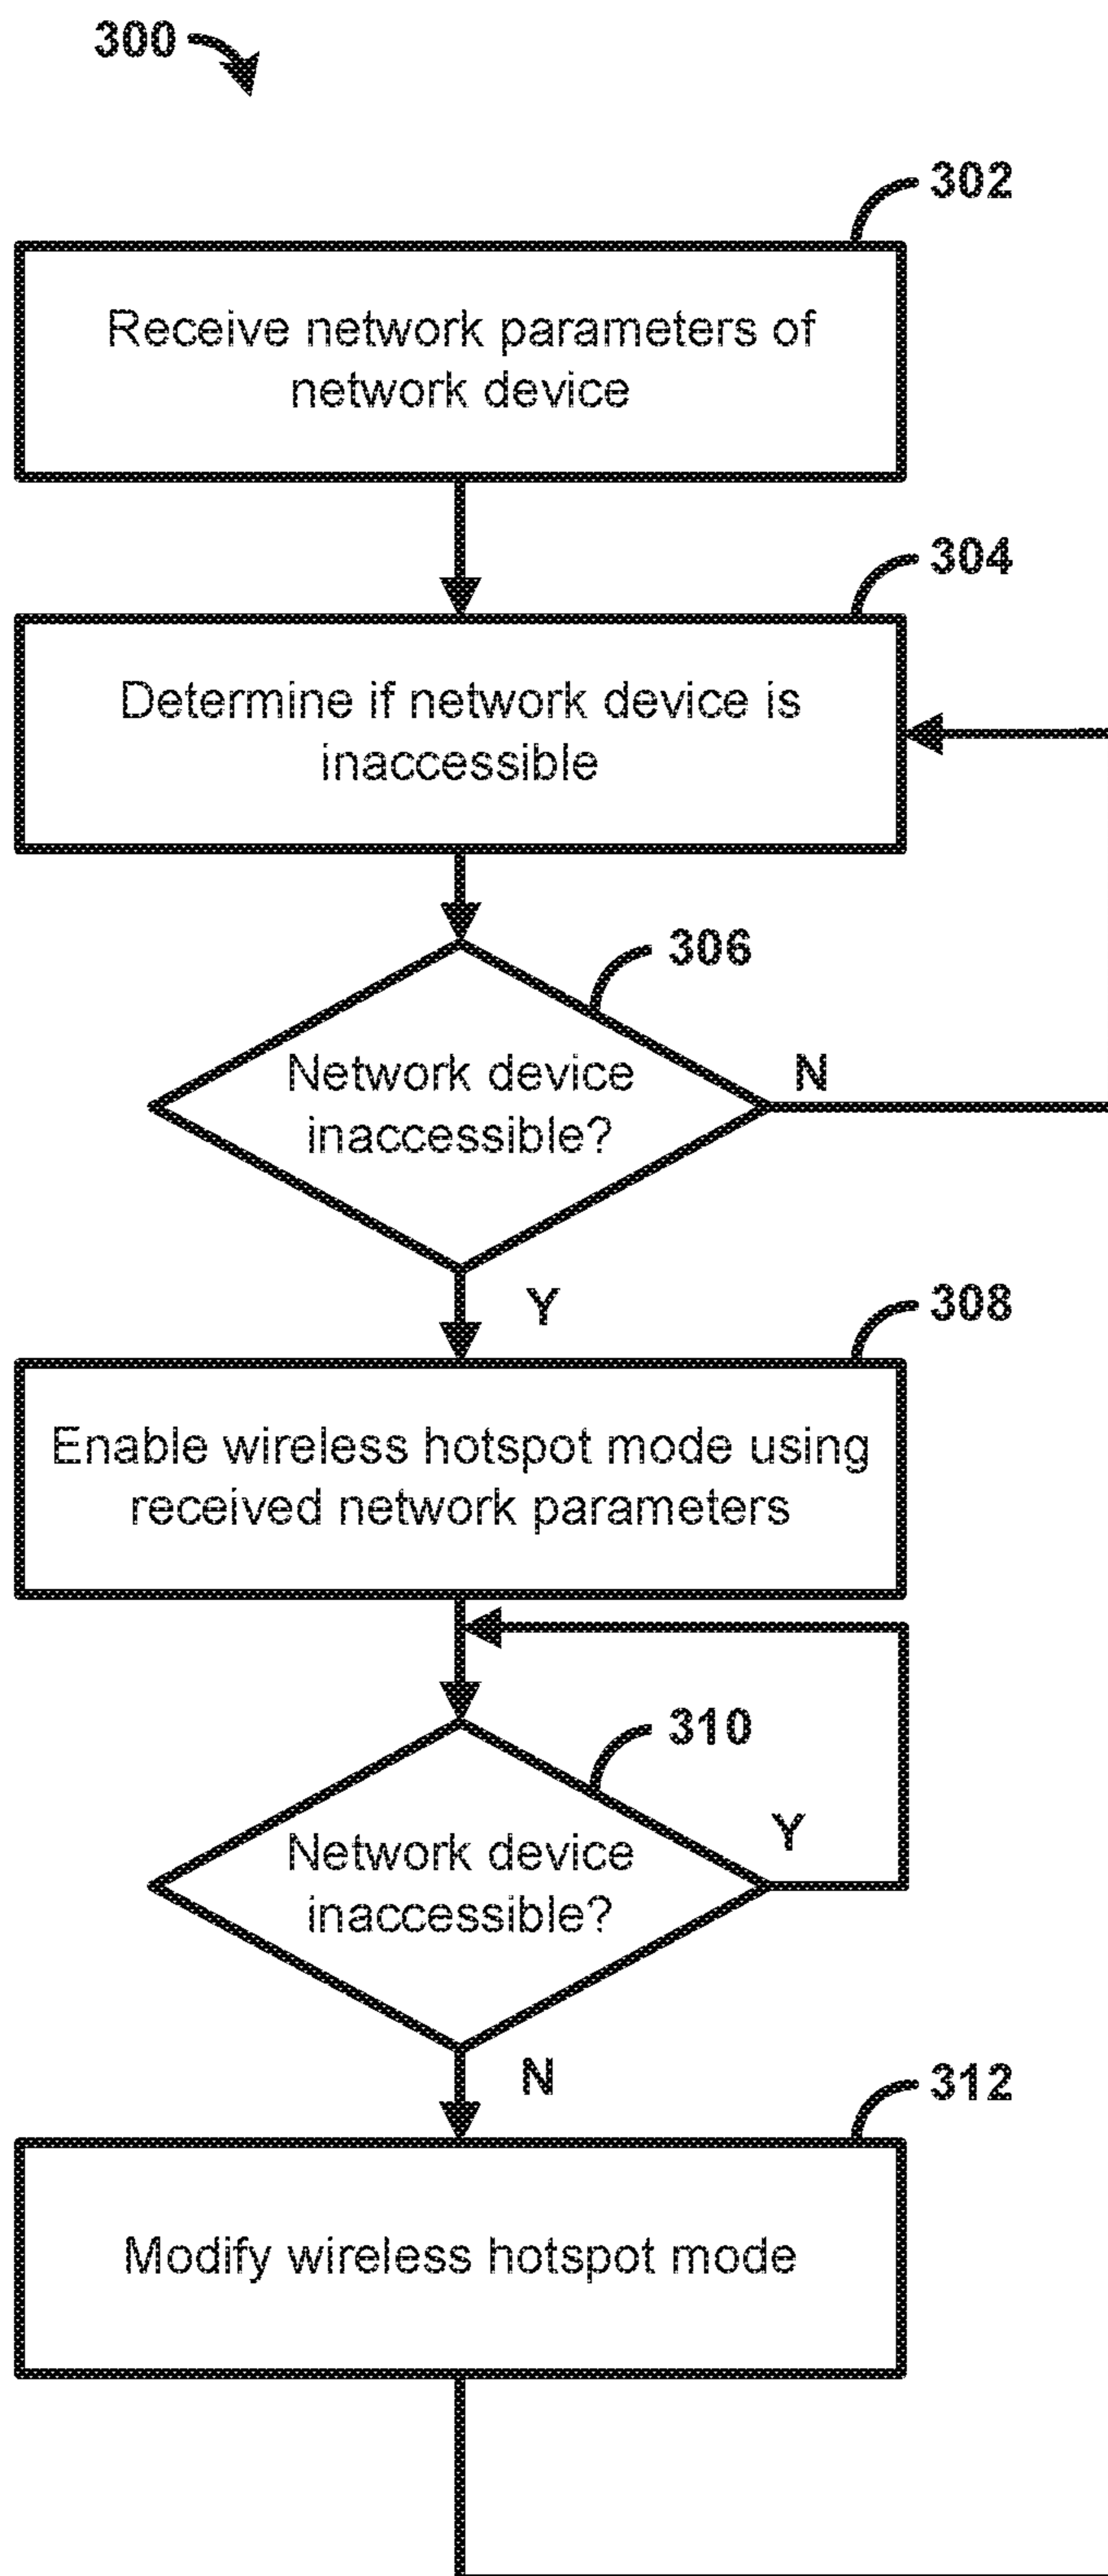 300
302
Receive network parameters of
network device
304
Determine if network device is
inaccessible
306
Network device
inaccessible?
N
Y
308
Enable wireless hotspot mode using
received network parameters
310
Network device
inaccessible?
Y
N
312
Modify wireless hotspot mode